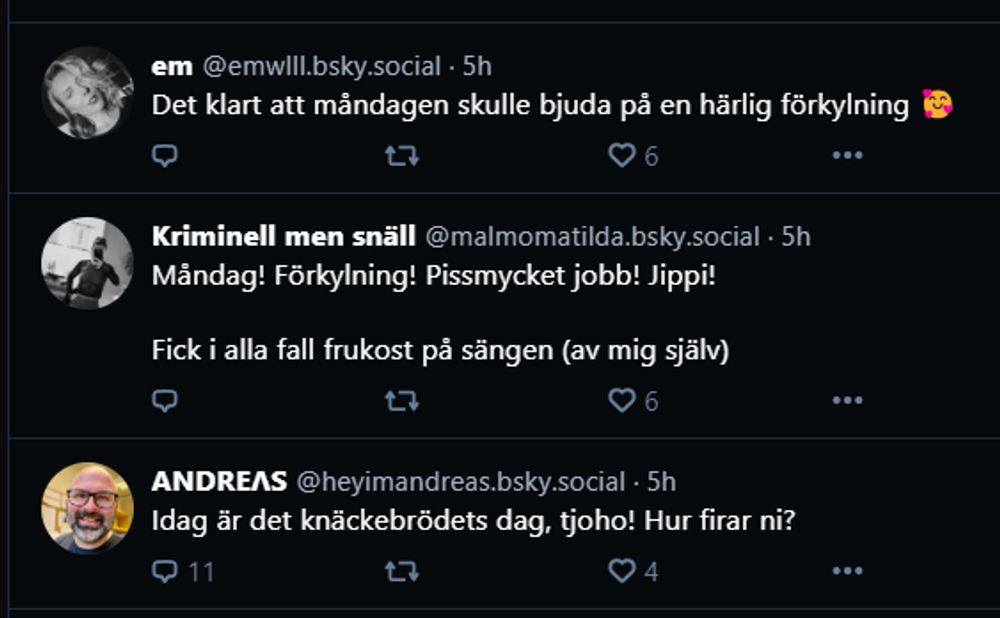 em @emwlll.bsky.social · 5h
Det klart att måndagen skulle bjuda på en härlig förkylning 🥰
6
Kriminell men snäll @malmomatilda.bsky.social · 5h
Måndag! Förkylning! Pissmycket jobb! Jippi!
Fick i alla fall frukost på sängen (av mig själv)
6
ANDREΛS @heyimandreas.bsky.social · 5h
Idag är det knäckebrödets dag, tjoho! Hur firar ni?
11 4